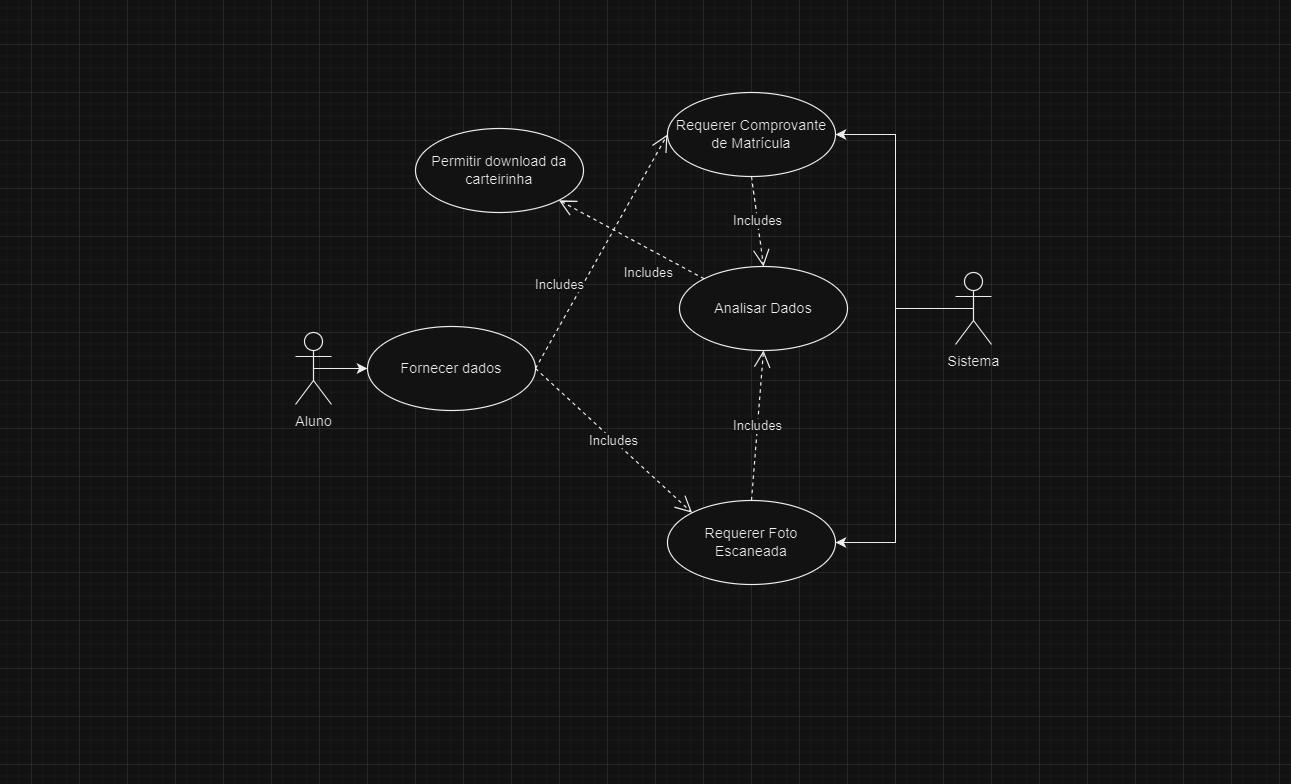 Requerer Comprovante
de Matrícula
Permitir download da
carteirinha
Includes
Includes
Includes
Analisar Dados
Sistema
Fornecer dados
Aluno
Includes
Includes
Requerer Foto
Escaneada